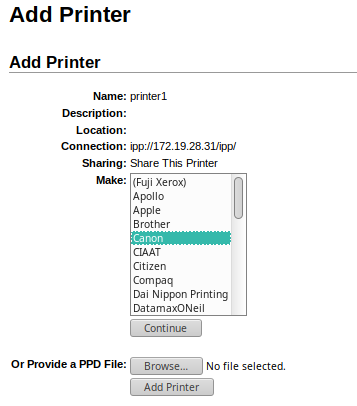 Add Printer
Add Printer
Name: printer1
Description:
Location:
Connection: ipp://172.19.28.31/ipp/
Sharing: Share This Printer
Make: (Fuji Xerox)
Apollo
Apple
Brother
Canon
CIAAT
Citizen
Compaq
Dai Nippon Printing
DatamaxONeil
Continue
Or Provide a PPD File: Browse... No file selected.
Add Printer